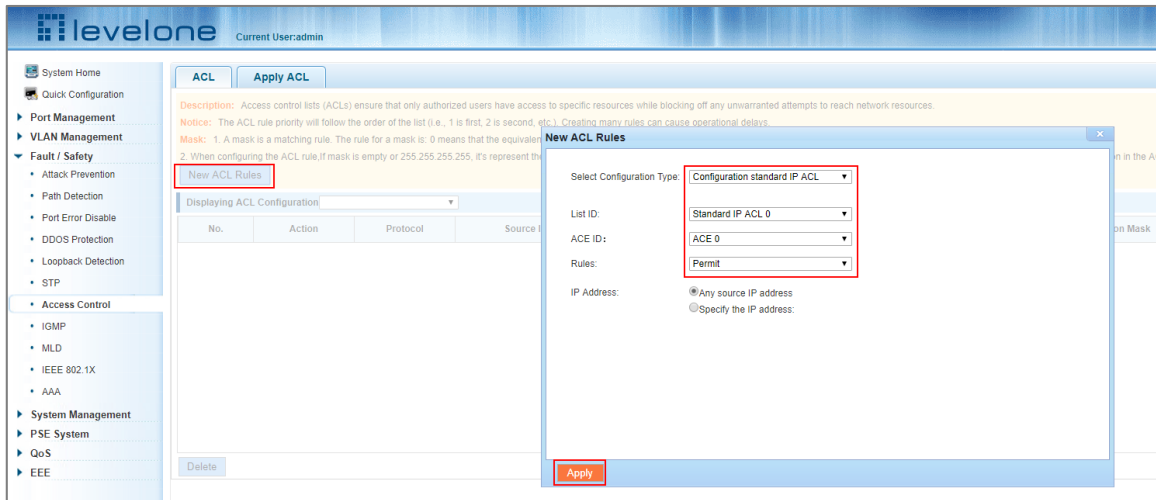 levelone
Current User:admin
System Home
Quick Configuration
Port Management
VLAN Management
Fault / Safety
Attack Prevention
Path Detection
Port Error Disable
DDOS Protection
Loopback Detection
STP
Access Control
IGMP
MLD
IEEE 802.1X
AAA
System Management
PSE System
QoS
EEE
ACL
Apply ACL
Description: Access control lists (ACLs) ensure that only authorized users have access to specific resources while blocking off any unwarranted attempts to reach network resources.
Notice: The ACL rule priority will follow the order of the list (i.e., 1 is first, 2 is second, etc.). Creating many rules can cause operational delays.
Mask: 1. A mask is a matching rule. The rule for a mask is: 0 means that the equivalen
2. When configuring the ACL rule,If mask is empty or 255.255.255.255, it's represent the
on in the A
New ACL Rules
Displaying ACL Configuration
No. Action Protocol Source I on Mask
Delete
New ACL Rules
x
Select Configuration Type: Configuration standard IP ACL
List ID: Standard IP ACL 0
ACE ID: ACE 0
Rules: Permit
IP Address: Any source IP address
Specify the IP address:
Apply